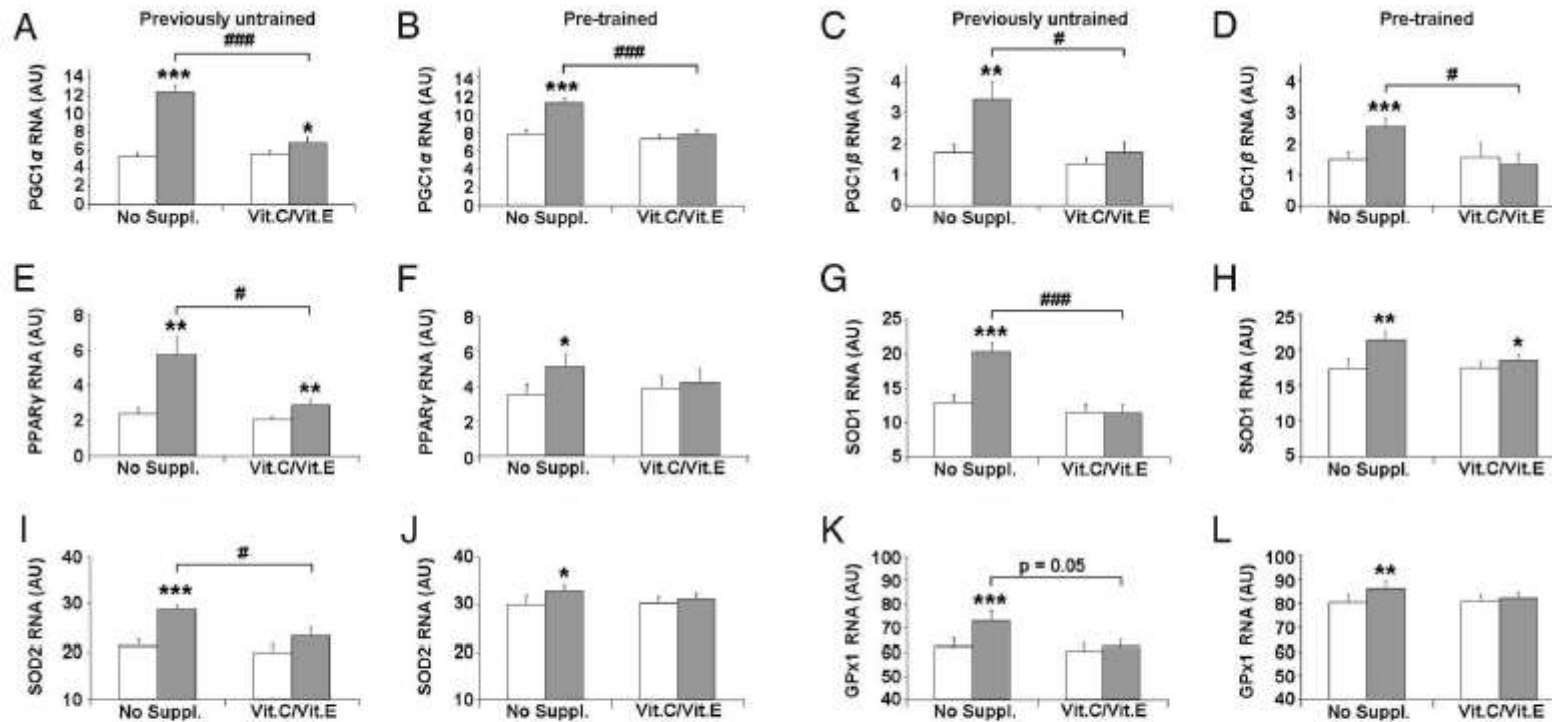 A Previously untrained
###
***
*
PGC1α RNA (AU)
14
12
10
8
6
4
2
0
No Suppl. Vit.C/Vit.E
B Pre-trained
###
***
PGC1α RNA (AU)
14
12
10
8
6
4
2
0
No Suppl. Vit.C/Vit.E
C Previously untrained
#
**
PGC1β RNA (AU)
4
3
2
1
0
No Suppl. Vit.C/Vit.E
D Pre-trained
#
***
PGC1β RNA (AU)
4
3
2
1
0
No Suppl. Vit.C/Vit.E
E
#
**
**
PPARγ RNA (AU)
8
6
4
2
0
No Suppl. Vit.C/Vit.E
F
*
PPARγ RNA (AU)
8
6
4
2
0
No Suppl. Vit.C/Vit.E
G
###
***
SOD1 RNA (AU)
25
20
15
10
5
No Suppl. Vit.C/Vit.E
H
**
*
SOD1 RNA (AU)
25
20
15
10
5
No Suppl. Vit.C/Vit.E
I
#
***
SOD2 RNA (AU)
40
30
20
10
No Suppl. Vit.C/Vit.E
J
*
SOD2 RNA (AU)
40
30
20
10
No Suppl. Vit.C/Vit.E
K
p = 0.05
***
GPx1 RNA (AU)
100
90
80
70
60
50
40
No Suppl. Vit.C/Vit.E
L
**
GPx1 RNA (AU)
100
90
80
70
60
50
40
No Suppl. Vit.C/Vit.E